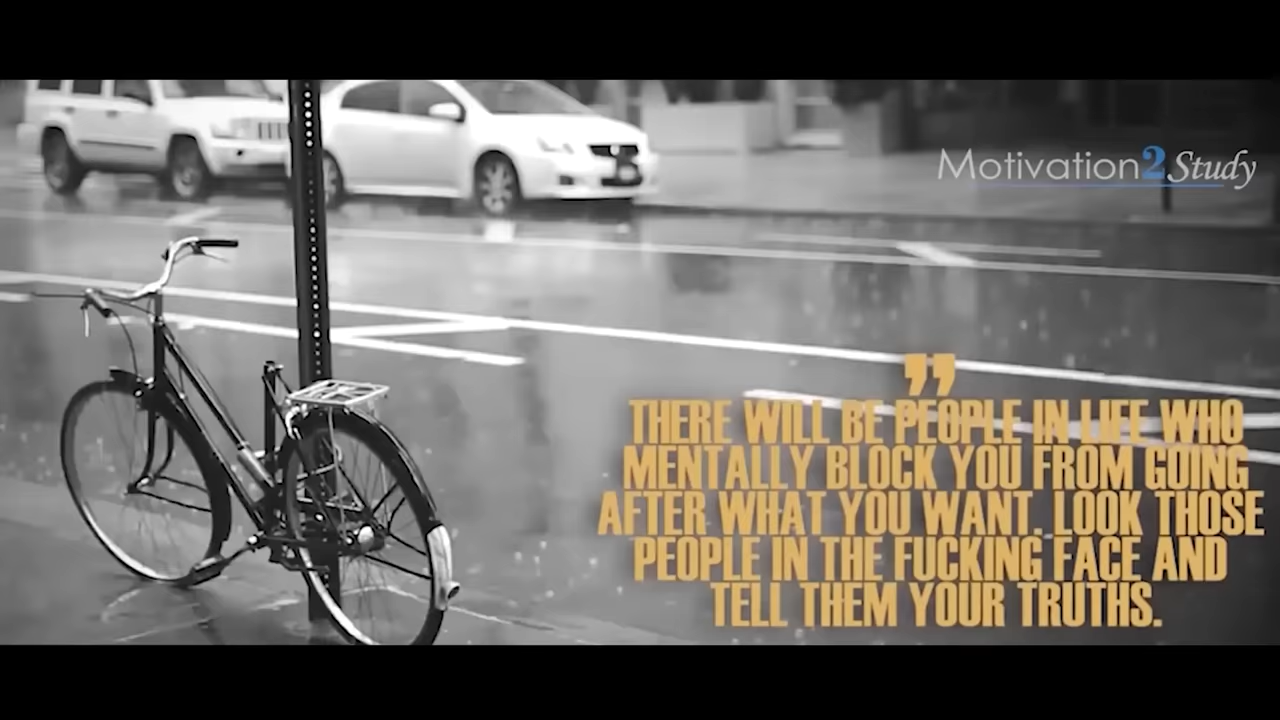 Motivation2Study
”
THERE WILL BE PEOPLE IN LIFE WHO
MENTALLY BLOCK YOU FROM GOING
AFTER WHAT YOU WANT. LOOK THOSE
PEOPLE IN THE FUCKING FACE AND
TELL THEM YOUR TRUTHS.